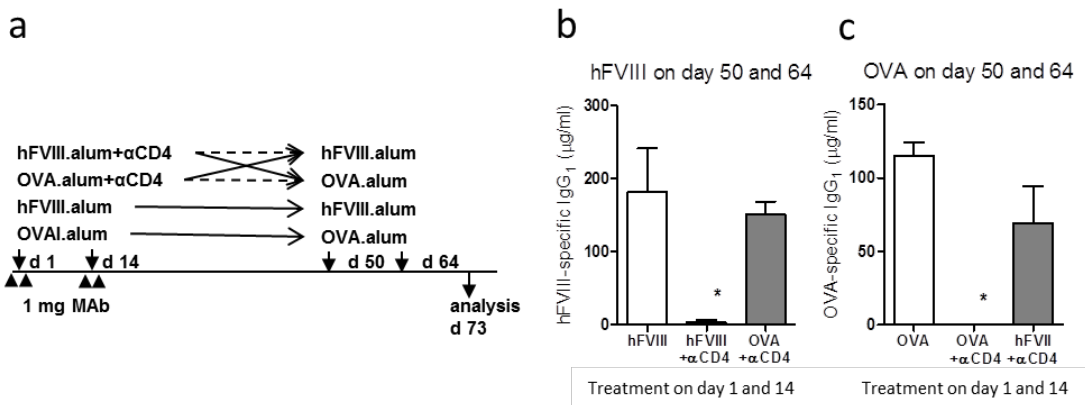 a
hFVIII.alum+αCD4 hFVIII.alum
OVA.alum+αCD4 OVA.alum
hFVIII.alum hFVIII.alum
OVAl.alum OVA.alum
d 1 d 14 d 50 d 64
1 mg MAb
analysis
d 73
b
hFVIII on day 50 and 64
hFVIII-specific IgG1 (µg/ml)
300
200
100
0
*
hFVIII hFVIII +αCD4 OVA +αCD4
Treatment on day 1 and 14
c
OVA on day 50 and 64
OVA-specific IgG1 (µg/ml)
150
100
50
0
*
OVA OVA +αCD4 hFVII +αCD4
Treatment on day 1 and 14